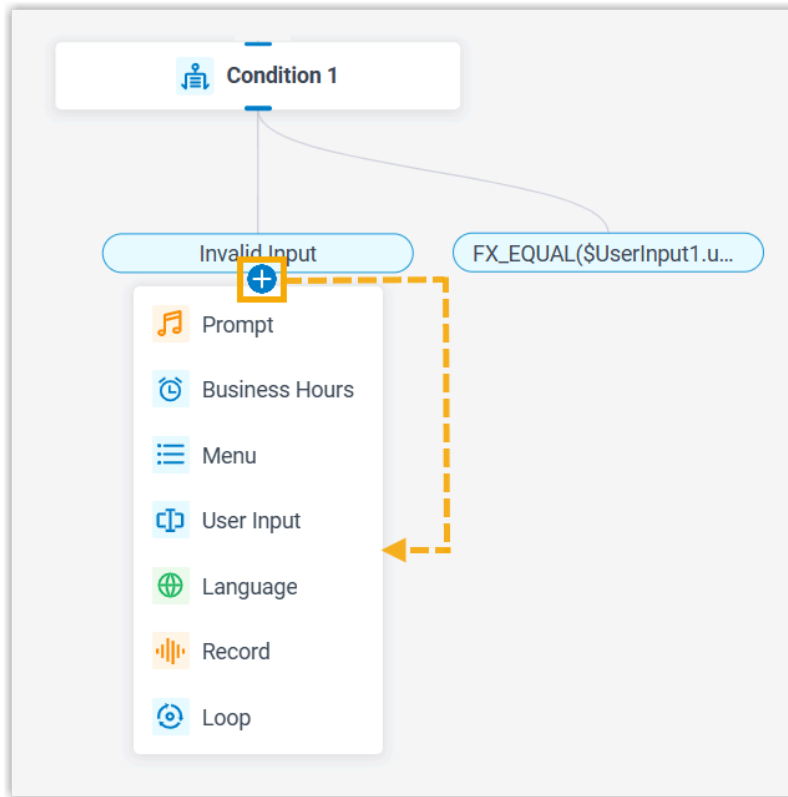 Condition 1
Invalid Input
FX_EQUAL($UserInput1.u...
Prompt
Business Hours
Menu
User Input
Language
Record
Loop